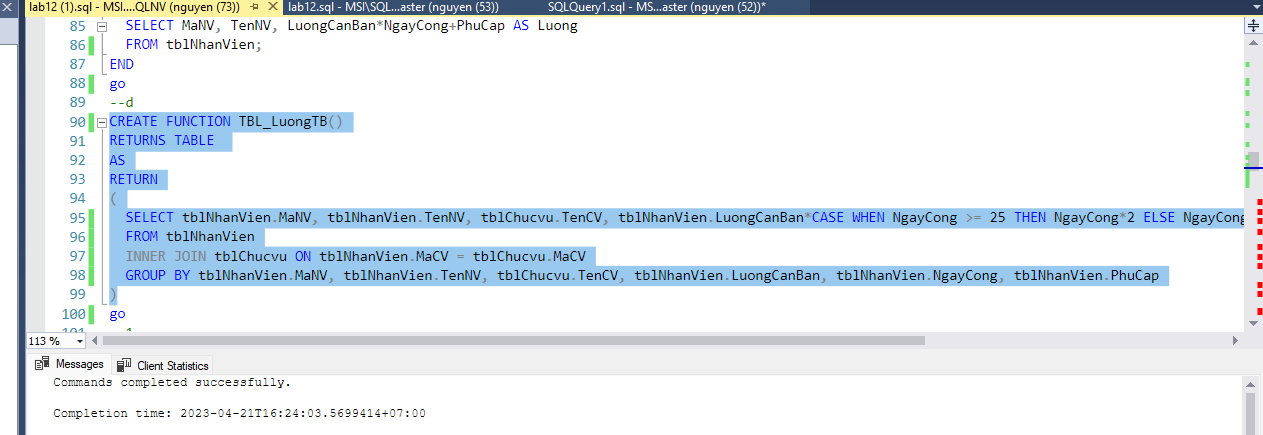 lab12 (1).sql - MSI....QLNV (nguyen (73)) lab12.sql - MSI\SQL...aster (nguyen (53)) SQLQuery1.sql - MS...aster (nguyen (52))*
85 SELECT MaNV, TenNV, LuongCanBan*NgayCong+PhuCap AS Luong
86 FROM tblNhanVien;
87 END
88 go
89 --d
90 CREATE FUNCTION TBL_LuongTB()
91 RETURNS TABLE
92 AS
93 RETURN
94 (
95 SELECT tblNhanVien.MaNV, tblNhanVien.TenNV, tblChucvu.TenCV, tblNhanVien.LuongCanBan*CASE WHEN NgayCong >= 25 THEN NgayCong*2 ELSE NgayCong
96 FROM tblNhanVien
97 INNER JOIN tblChucvu ON tblNhanVien.MaCV = tblChucvu.MaCV
98 GROUP BY tblNhanVien.MaNV, tblNhanVien.TenNV, tblChucvu.TenCV, tblNhanVien.LuongCanBan, tblNhanVien.NgayCong, tblNhanVien.PhuCap
99 )
100 go
113 %
Messages Client Statistics
Commands completed successfully.
Completion time: 2023-04-21T16:24:03.5699414+07:00